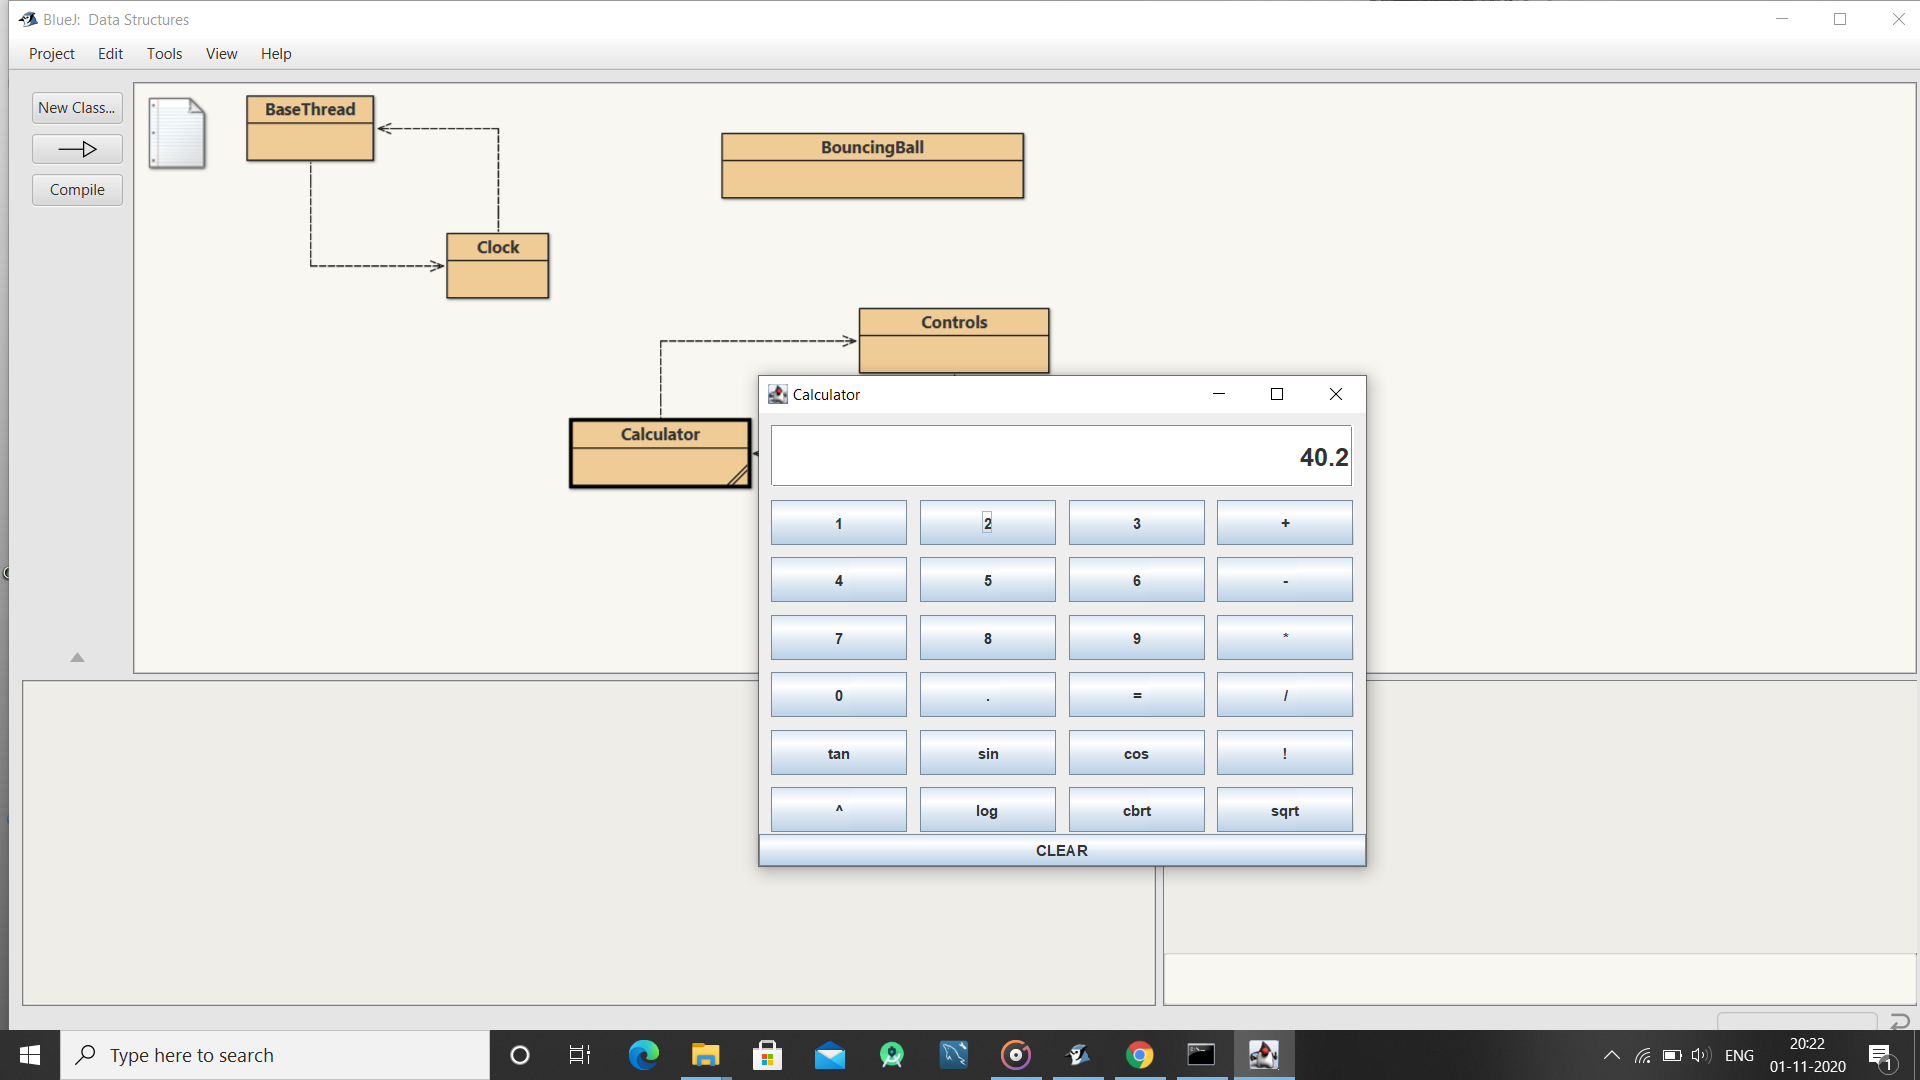 BlueJ: Data Structures
Project Edit Tools View Help
New Class...
Compile
BaseThread
BouncingBall
Clock
Controls
Calculator
Calculator
40.2
1 2 3 +
4 5 6 -
7 8 9 *
0 . = /
tan sin cos !
^ log cbrt sqrt
CLEAR
Type here to search
ENG
20:22
01-11-2020
1